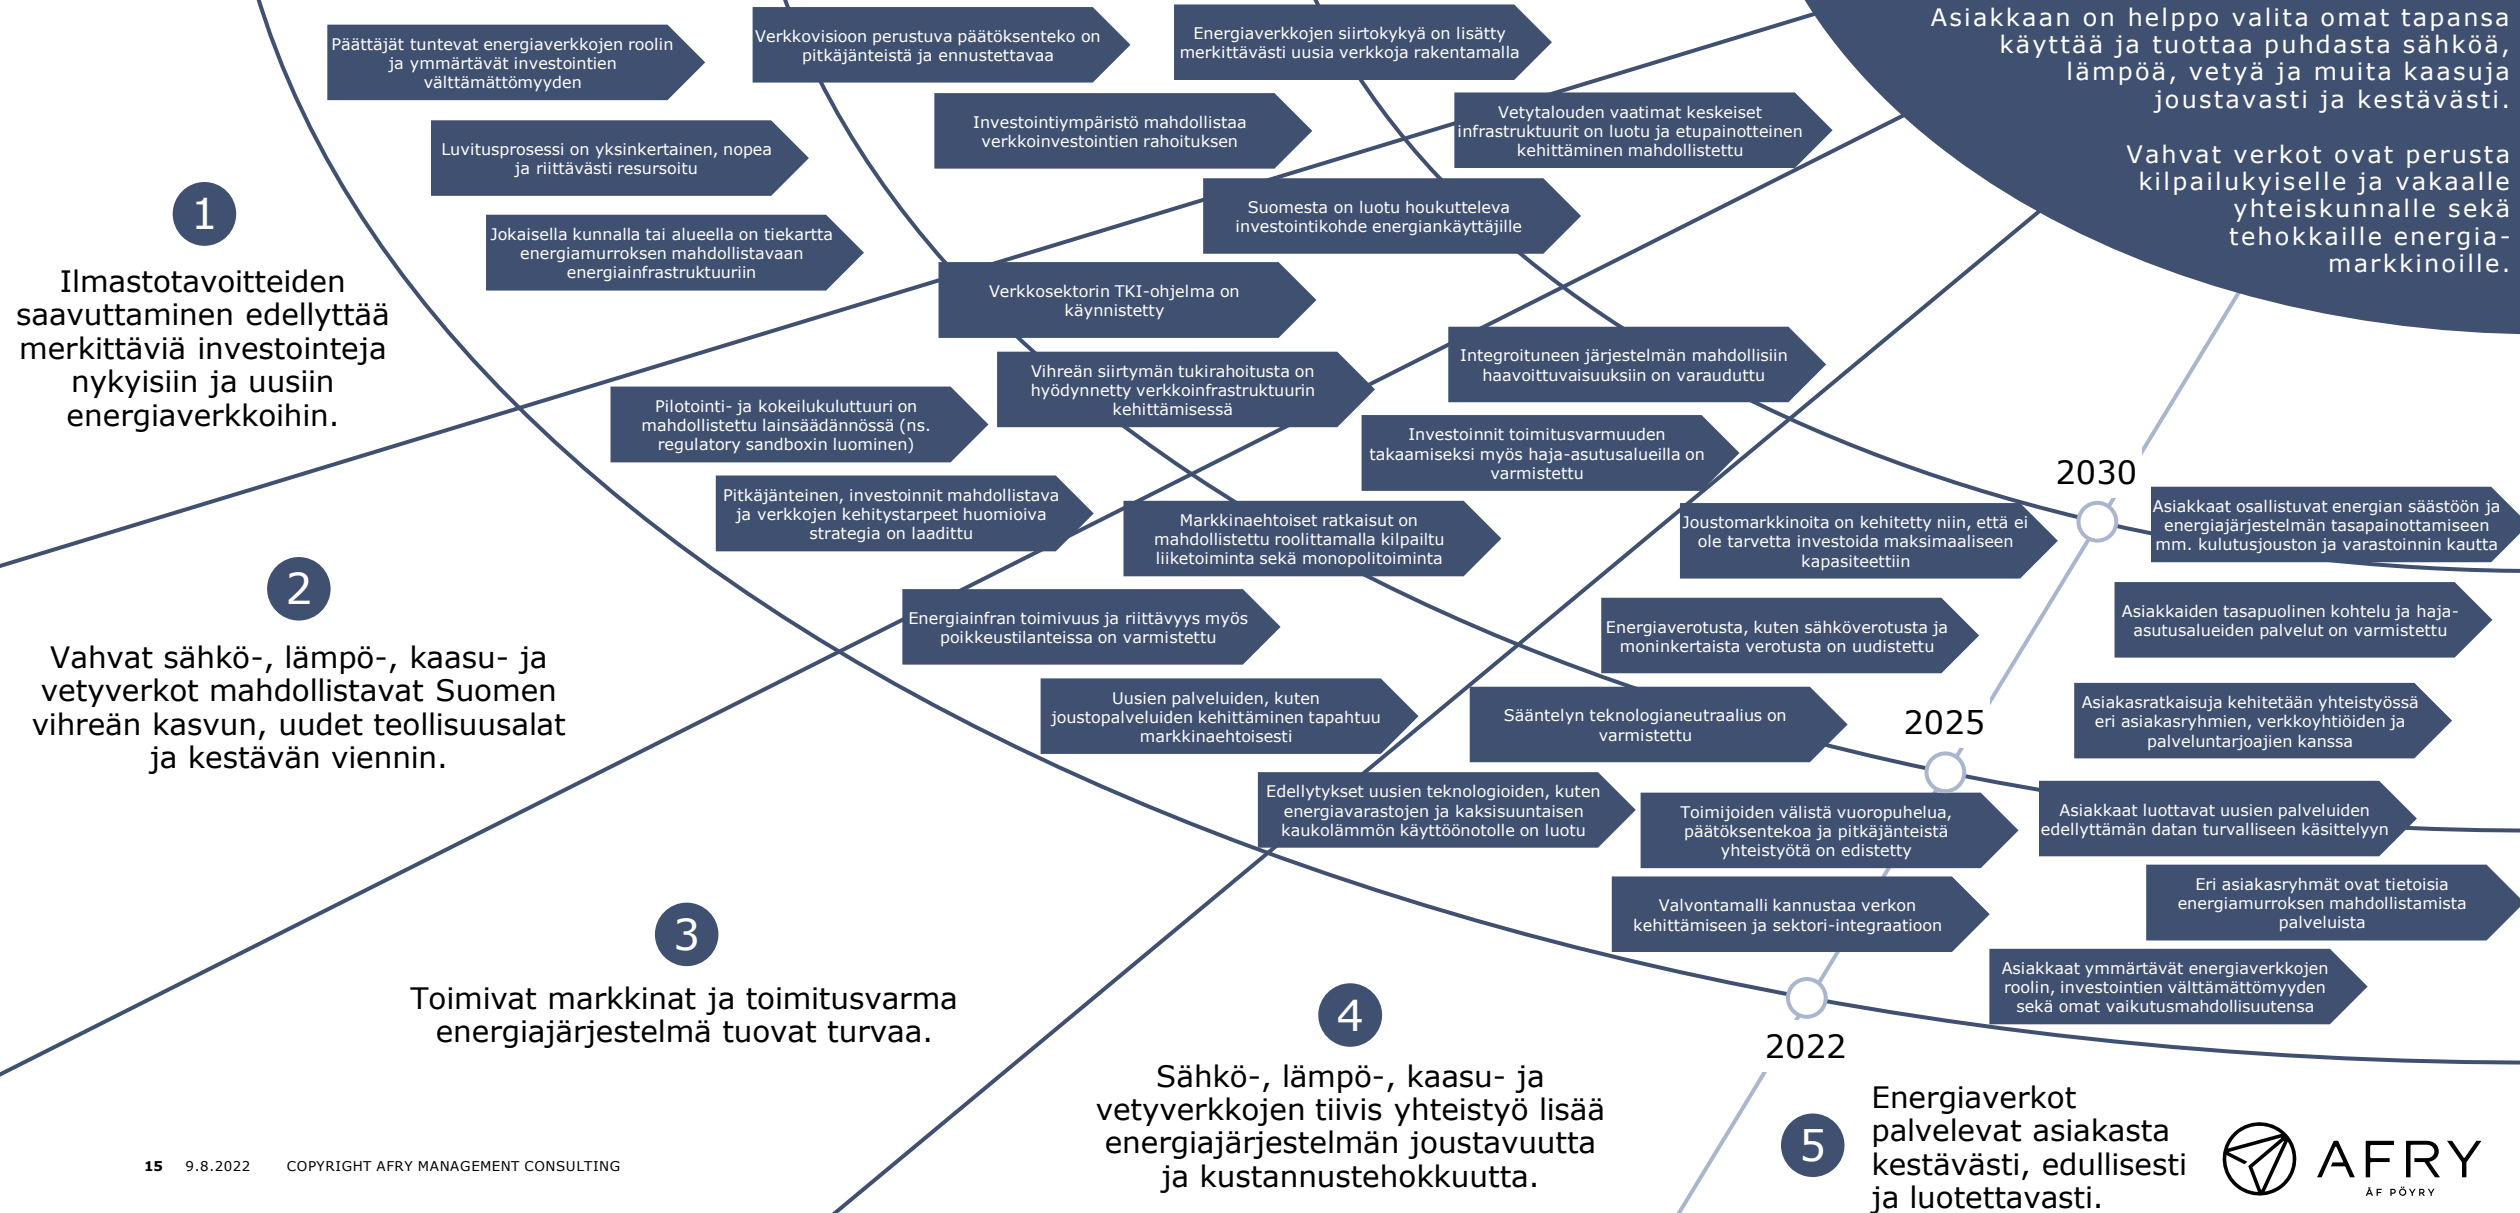 Asiakkaan on helppo valita omat tapansa
käyttää ja tuottaa puhdasta sähköä,
lämpöä, vetyä ja muita kaasuja
joustavasti ja kestävästi.
Vahvat verkot ovat perusta
kilpailukyiselle ja vakaalle
yhteiskunnalle sekä
tehokkaille energia-
markkinoille.
Päättäjät tuntevat energiaverkkojen roolin
ja ymmärtävät investointien
välttämättömyyden
Verkkovisioon perustuva päätöksenteko on
pitkäjänteistä ja ennustettavaa
Energiaverkkojen siirtokykyä on lisätty
merkittävästi uusia verkkoja rakentamalla
Luvitusprosessi on yksinkertainen, nopea
ja riittävästi resursoitu
Investointiympäristö mahdollistaa
verkkoinvestointien rahoituksen
Vetytalouden vaatimat keskeiset
infrastruktuurit on luotu ja etupainotteinen
kehittäminen mahdollistettu
Jokaisella kunnalla tai alueella on tiekartta
energiamurroksen mahdollistavaan
energiainfrastruktuuriin
Suomesta on luotu houkutteleva
investointikohde energiankäyttäjille
1
Ilmastotavoitteiden
saavuttaminen edellyttää
merkittäviä investointeja
nykyisiin ja uusiin
energiaverkkoihin.
Verkkosektorin TKI-ohjelma on
käynnistetty
Vihreän siirtymän tukirahoitusta on
hyödynnetty verkkoinfrastruktuurin
kehittämisessä
Integroituneen järjestelmän mahdollisiin
haavoittuvaisuuksiin on varauduttu
Pilotointi- ja kokeilukuluttuuri on
mahdollistettu lainsäädännössä (ns.
regulatory sandboxin luominen)
Investoinnit toimitusvarmuuden
takaamiseksi myös haja-asutusalueilla on
varmistettu
Pitkäjänteinen, investoinnit mahdollistava
ja verkkojen kehitystarpeet huomioiva
strategia on laadittu
Markkinaehtoiset ratkaisut on
mahdollistettu roolittamalla kilpailtu
liiketoiminta sekä monopolitoiminta
Joustomarkkinoita on kehitetty niin, että ei
ole tarvetta investoida maksimaaliseen
kapasiteettiin
2030
Asiakkaat osallistuvat energian säästöön ja
energiajärjestelmän tasapainottamiseen
mm. kulutusjouston ja varastoinnin kautta
2
Vahvat sähkö-, lämpö-, kaasu- ja
vetyverkot mahdollistavat Suomen
vihreän kasvun, uudet teollisuusalat
ja kestävän viennin.
Energiainfran toimivuus ja riittävyys myös
poikkeustilanteissa on varmistettu
Energiaverotusta, kuten sähköverotusta ja
moninkertaista verotusta on uudistettu
Asiakkaiden tasapuolinen kohtelu ja haja-
asutusalueiden palvelut on varmistettu
Uusien palveluiden, kuten
joustopalveluiden kehittäminen tapahtuu
markkinaehtoisesti
Sääntelyn teknologianeutraalius on
varmistettu
2025
Asiakasratkaisuja kehitetään yhteistyössä
eri asiakasryhmien, verkkoyhtiöiden ja
palveluntarjoajien kanssa
Edellytykset uusien teknologioiden, kuten
energiavarastojen ja kaksisuuntaisen
kaukolämmön käyttöönotolle on luotu
Toimijoiden välistä vuoropuhelua,
päätöksentekoa ja pitkäjänteistä
yhteistyötä on edistetty
Asiakkaat luottavat uusien palveluiden
edellyttämän datan turvalliseen käsittelyyn
Valvontamalli kannustaa verkon
kehittämiseen ja sektori-integraatioon
Eri asiakasryhmät ovat tietoisia
energiamurroksen mahdollistamista
palveluista
Asiakkaat ymmärtävät energiaverkkojen
roolin, investointien välttämättömyyden
sekä omat vaikutusmahdollisuutensa
3
Toimivat markkinat ja toimitusvarma
energiajärjestelmä tuovat turvaa.
4
Sähkö-, lämpö-, kaasu- ja
vetyverkkojen tiivis yhteistyö lisää
energiajärjestelmän joustavuutta
ja kustannustehokkuutta.
2022
5
Energiaverkot
palvelevat asiakasta
kestävästi, edullisesti
ja luotettavasti.
15 9.8.2022 COPYRIGHT AFRY MANAGEMENT CONSULTING
AFRY
ÅF PÖYRY